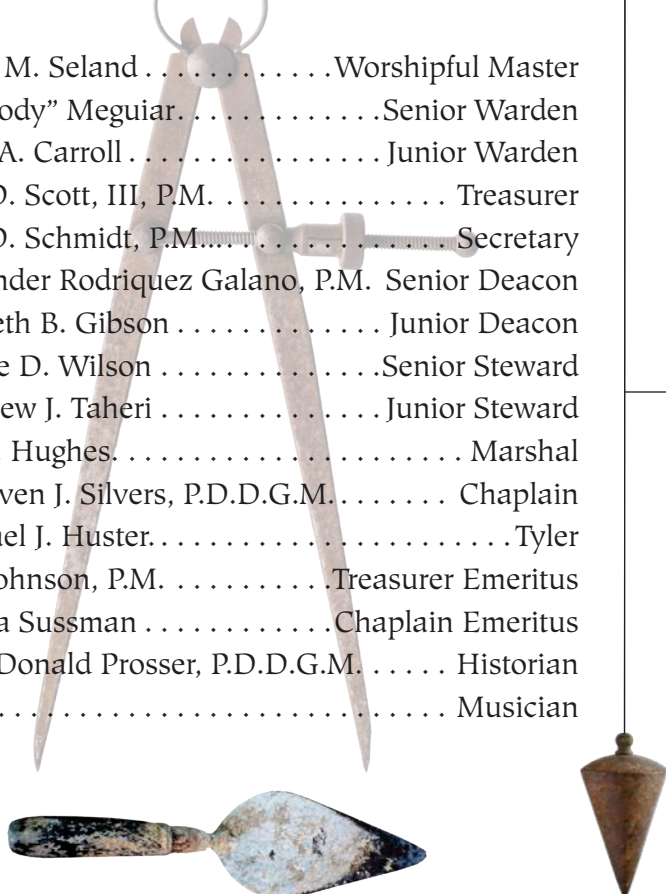 M. Seland . . . . . . . . . . . . .Worshipful Master
ody” Meguiar. . . . . . . . . . . . . .Senior Warden
A. Carroll . . . . . . . . . . . . . . . . Junior Warden
D. Scott, III, P.M. . . . . . . . . . . . . . . . Treasurer
D. Schmidt, P.M... . . . . . . . . . . . . . . . Secretary
nder Rodriquez Galano, P.M. Senior Deacon
eth B. Gibson . . . . . . . . . . . . . Junior Deacon
e D. Wilson . . . . . . . . . . . . . .Senior Steward
ew J. Taheri . . . . . . . . . . . . . . Junior Steward
. Hughes. . . . . . . . . . . . . . . . . . . . . . Marshal
ven J. Silvers, P.D.D.G.M. . . . . . . . Chaplain
el J. Huster. . . . . . . . . . . . . . . . . . . . . . .Tyler
ohnson, P.M. . . . . . . . . . .Treasurer Emeritus
a Sussman . . . . . . . . . . . .Chaplain Emeritus
Donald Prosser, P.D.D.G.M. . . . . . Historian
. . . . . . . . . . . . . . . . . . . . . . . . . . . . Musician